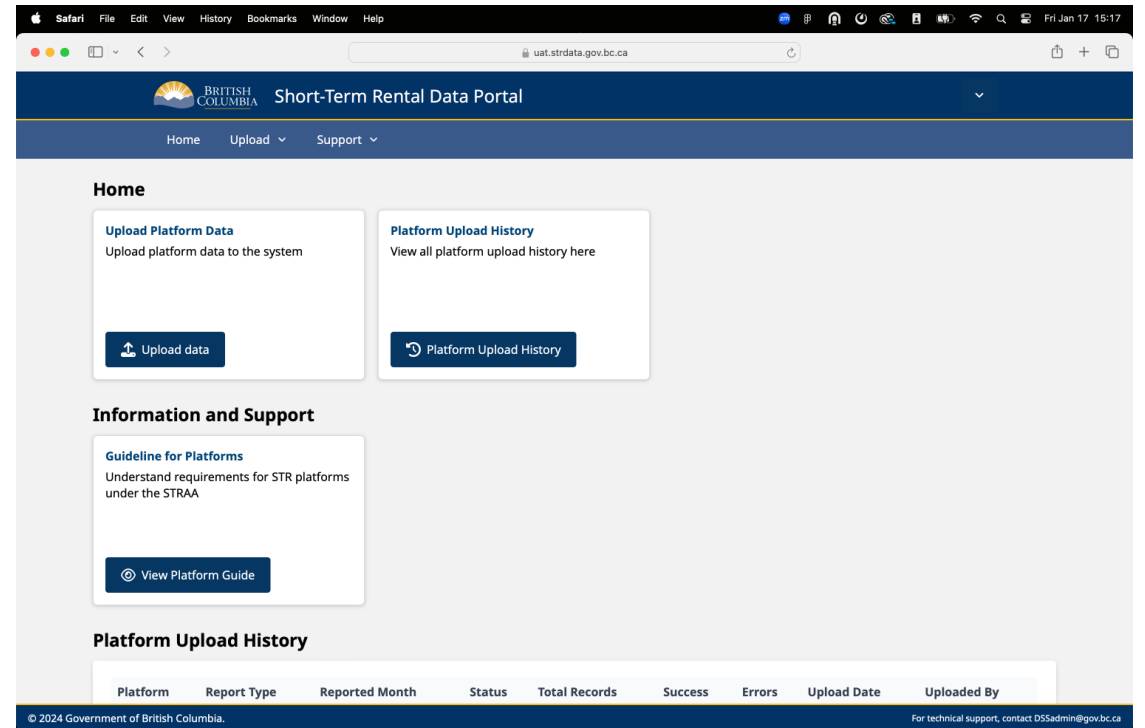 Safari File Edit View History Bookmarks Window Help
Fri Jan 17 15:17
uat.strdata.gov.bc.ca
BRITISH
COLUMBIA
Short-Term Rental Data Portal
Home Upload Support
Home
Upload Platform Data
Upload platform data to the system
Upload data
Platform Upload History
View all platform upload history here
Platform Upload History
Information and Support
Guideline for Platforms
Understand requirements for STR platforms
under the STRAA
View Platform Guide
Platform Upload History
Platform Report Type Reported Month Status Total Records Success Errors Upload Date Uploaded By
© 2024 Government of British Columbia.
For technical support, contact DSSadmin@gov.bc.ca